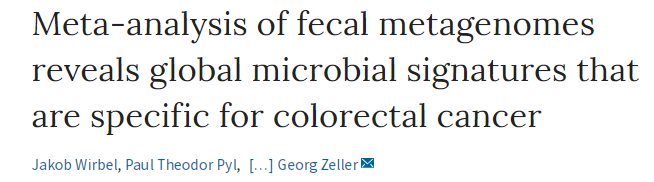 Meta-analysis of fecal metagenomes
reveals global microbial signatures that
are specific for colorectal cancer
Jakob Wirbel, Paul Theodor Pyl, [...] Georg Zeller